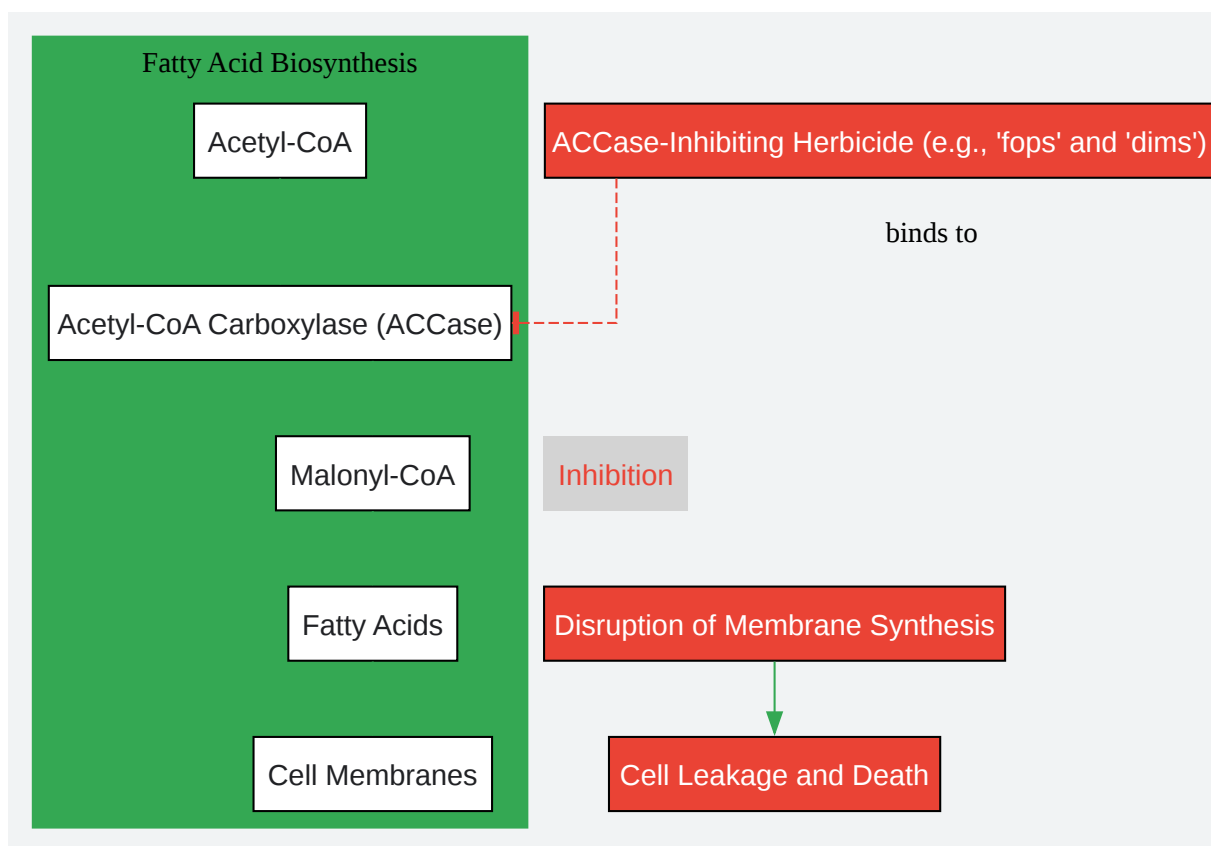 Fatty Acid Biosynthesis
Acetyl-CoA
ACCase-Inhibiting Herbicide (e.g., 'fops' and 'dims')
binds to
Acetyl-CoA Carboxylase (ACCase)
Malonyl-CoA
Inhibition
Fatty Acids
Disruption of Membrane Synthesis
Cell Membranes
Cell Leakage and Death